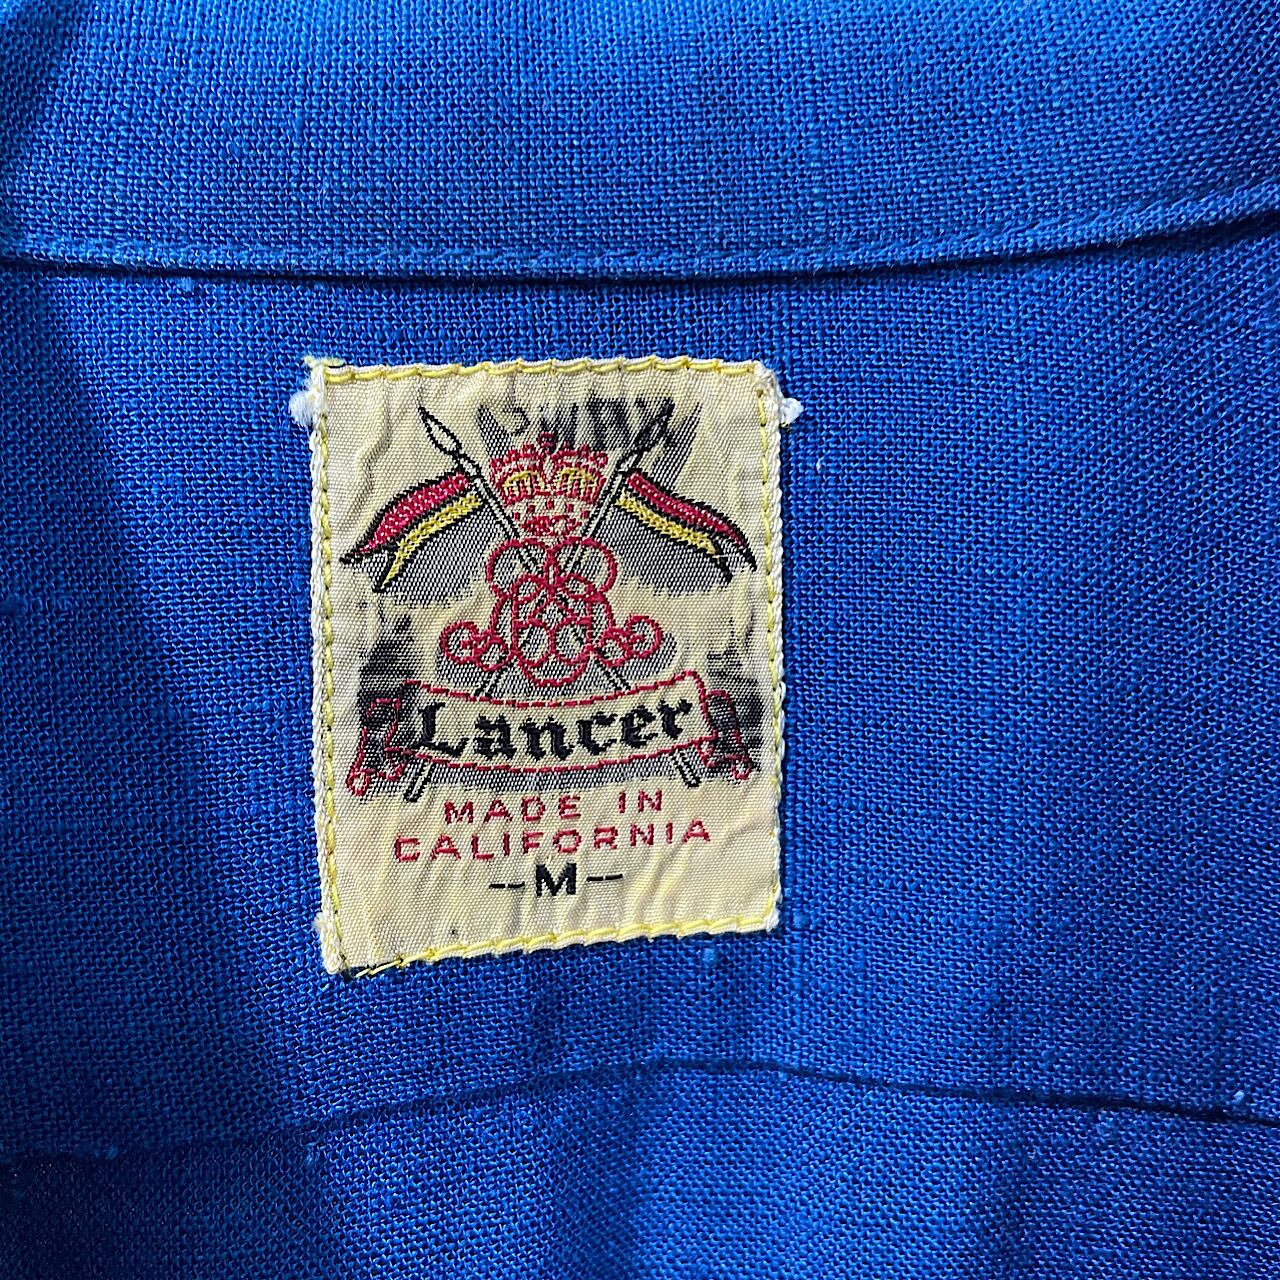 Lancer
MADE IN
CALIFORNIA
--M--